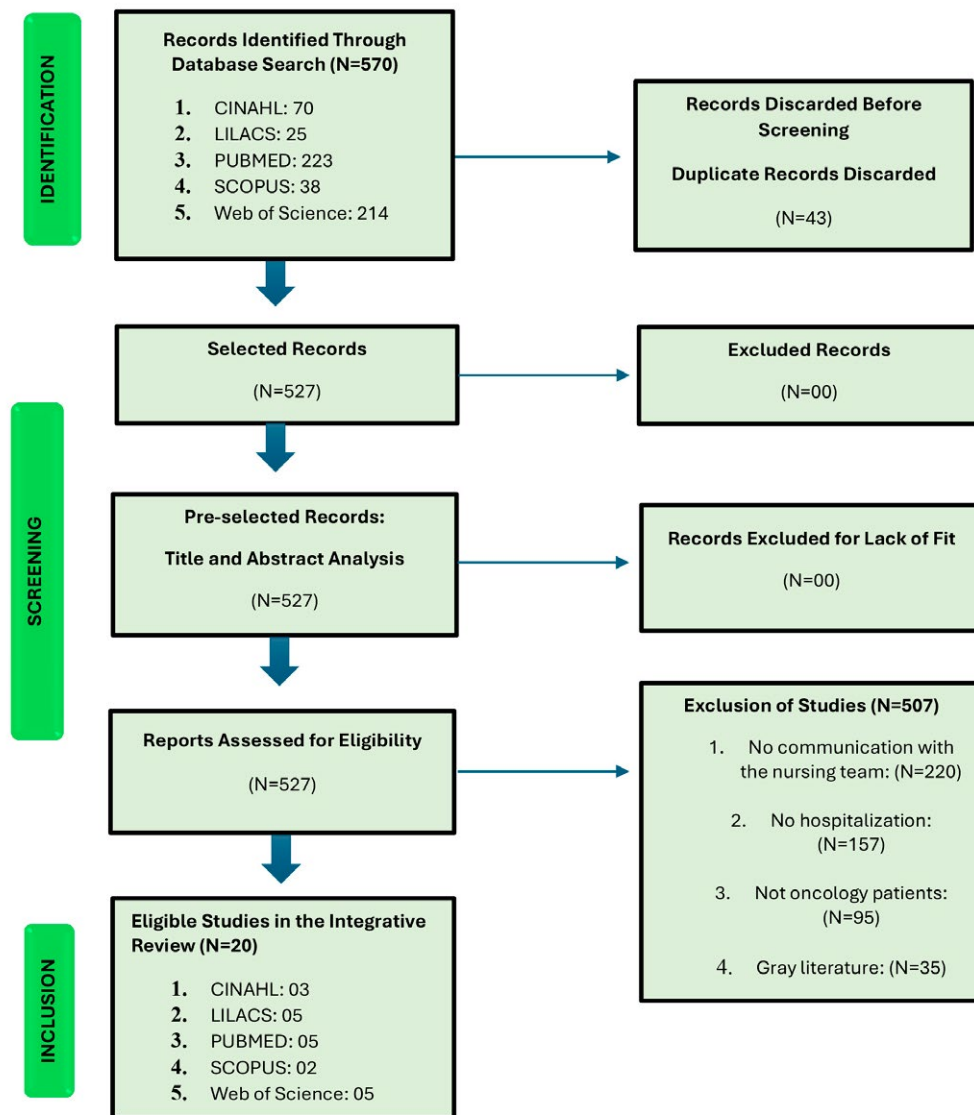 IDENTIFICATION
Records Identified Through
Database Search (N=570)
1. CINAHL: 70
2. LILACS: 25
3. PUBMED: 223
4. SCOPUS: 38
5. Web of Science: 214
Records Discarded Before
Screening
Duplicate Records Discarded
(N=43)
SCREENING
Selected Records
(N=527)
Excluded Records
(N=00)
Pre-selected Records:
Title and Abstract Analysis
(N=527)
Records Excluded for Lack of Fit
(N=00)
Reports Assessed for Eligibility
(N=527)
Exclusion of Studies (N=507)
1. No communication with
the nursing team: (N=220)
2. No hospitalization:
(N=157)
3. Not oncology patients:
(N=95)
4. Gray literature: (N=35)
INCLUSION
Eligible Studies in the Integrative
Review (N=20)
1. CINAHL: 03
2. LILACS: 05
3. PUBMED: 05
4. SCOPUS: 02
5. Web of Science: 05